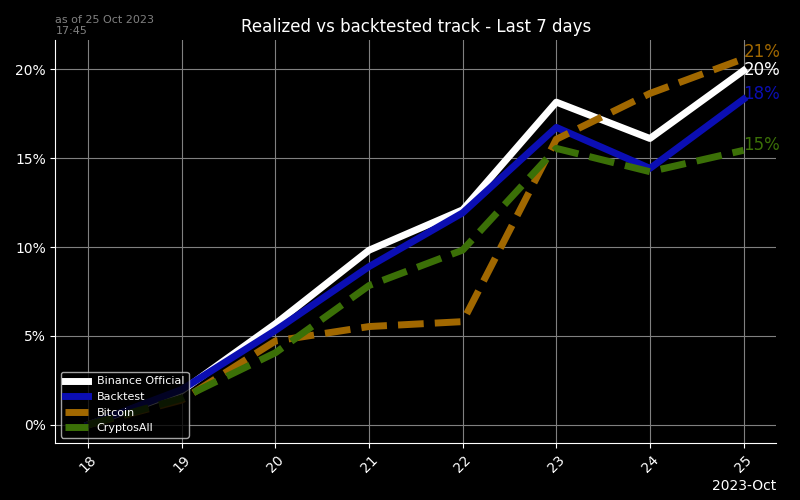 as of 25 Oct 2023
17:45
Realized vs backtested track - Last 7 days
21%
20%
20%
18%
15%
15%
10%
5%
0%
Binance Official
Backtest
Bitcoin
CryptosAll
18
19
20
21
22
23
24
25
2023-Oct